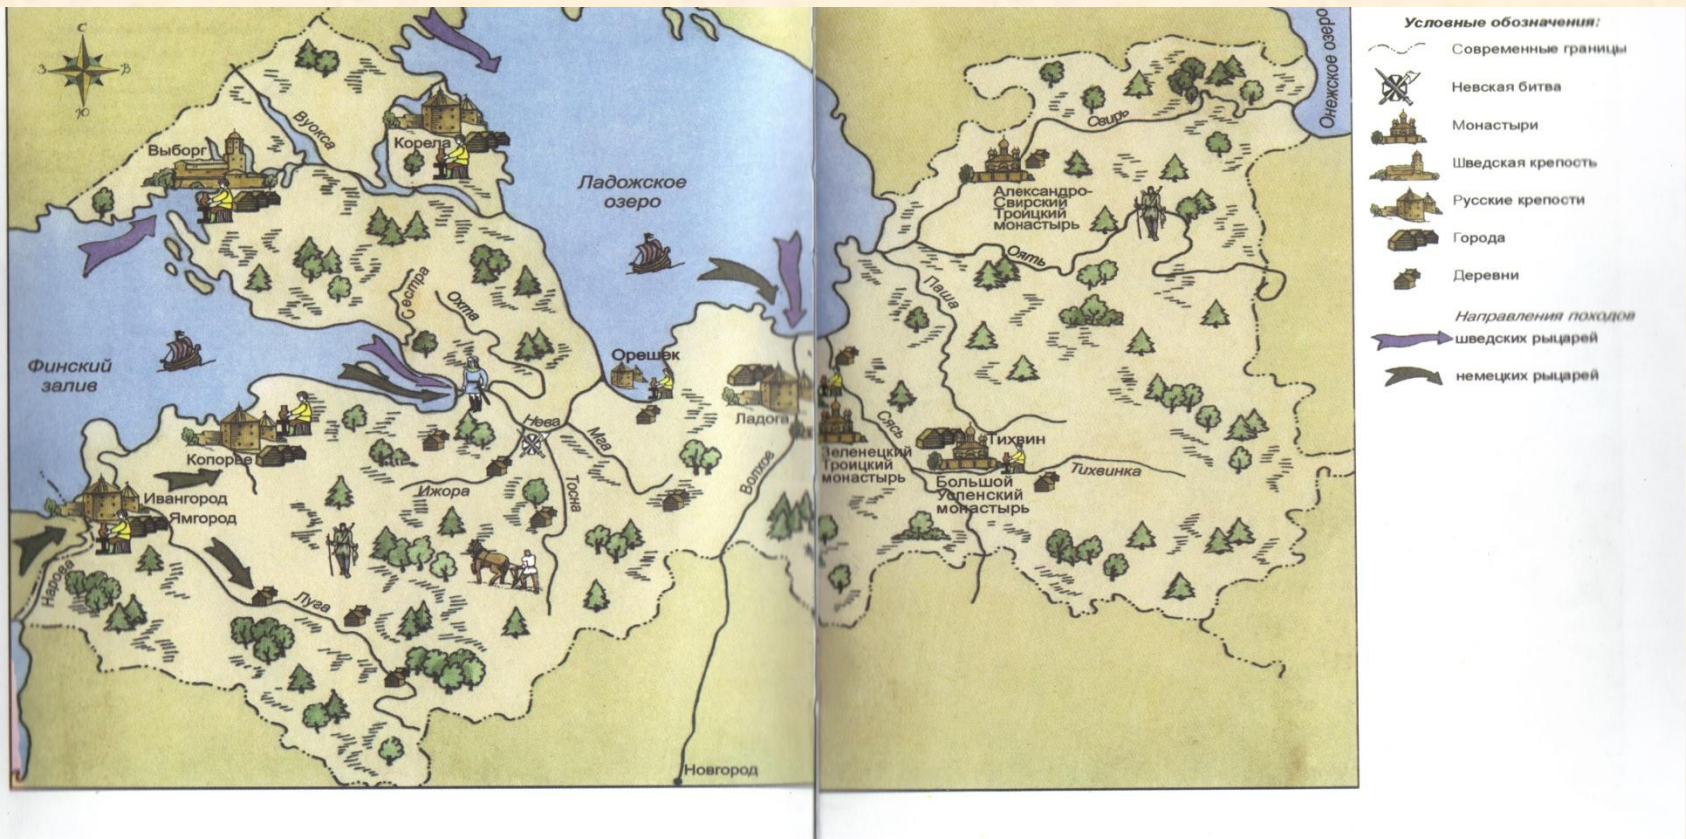 С
З
В
Ю
Вуокса
Выборг
Корела
Ладожское
озеро
Сестра
Охта
Финский
залив
Орешек
Ладога
Нева
Мга
Копорье
Ижора
Тосна
Волхов
Ивангород
Ямгород
Нарова
Луга
Новгород
Онежское озеро
Свирь
Александро-
Свирский
Троицкий
монастырь
Оять
Паша
Сясь
Тихвин
Зеленецкий
Троицкий
монастырь
Тихвинка
Большой
Успенский
монастырь
Условные обозначения:
Современные границы
Невская битва
Монастыри
Шведская крепость
Русские крепости
Города
Деревни
Направления походов
шведских рыцарей
немецких рыцарей